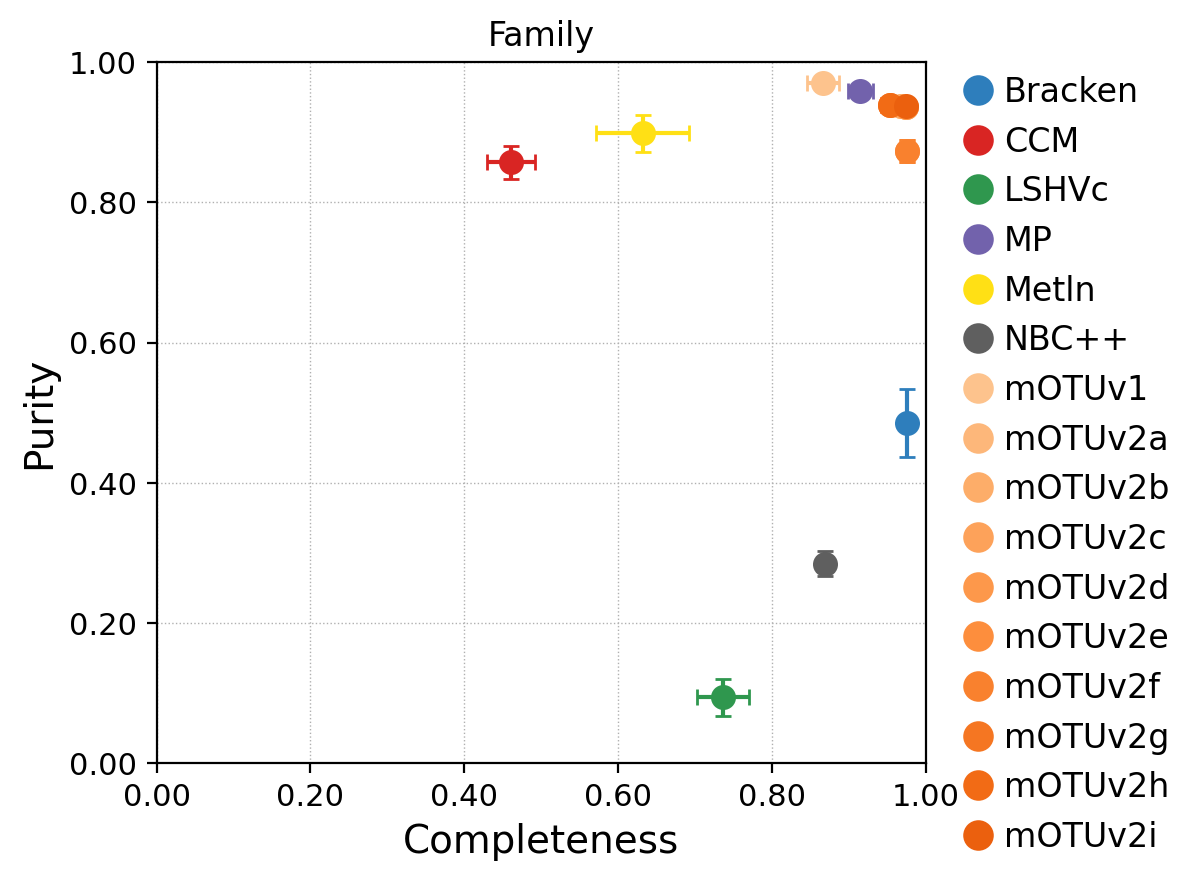 Family
1.00
0.80
0.60
0.40
0.20
0.00
Purity
0.00 0.20 0.40 0.60 0.80 1.00
Completeness
Bracken
CCM
LSHVc
MP
Metln
NBC++
mOTUv1
mOTUv2a
mOTUv2b
mOTUv2c
mOTUv2d
mOTUv2e
mOTUv2f
mOTUv2g
mOTUv2h
mOTUv2i